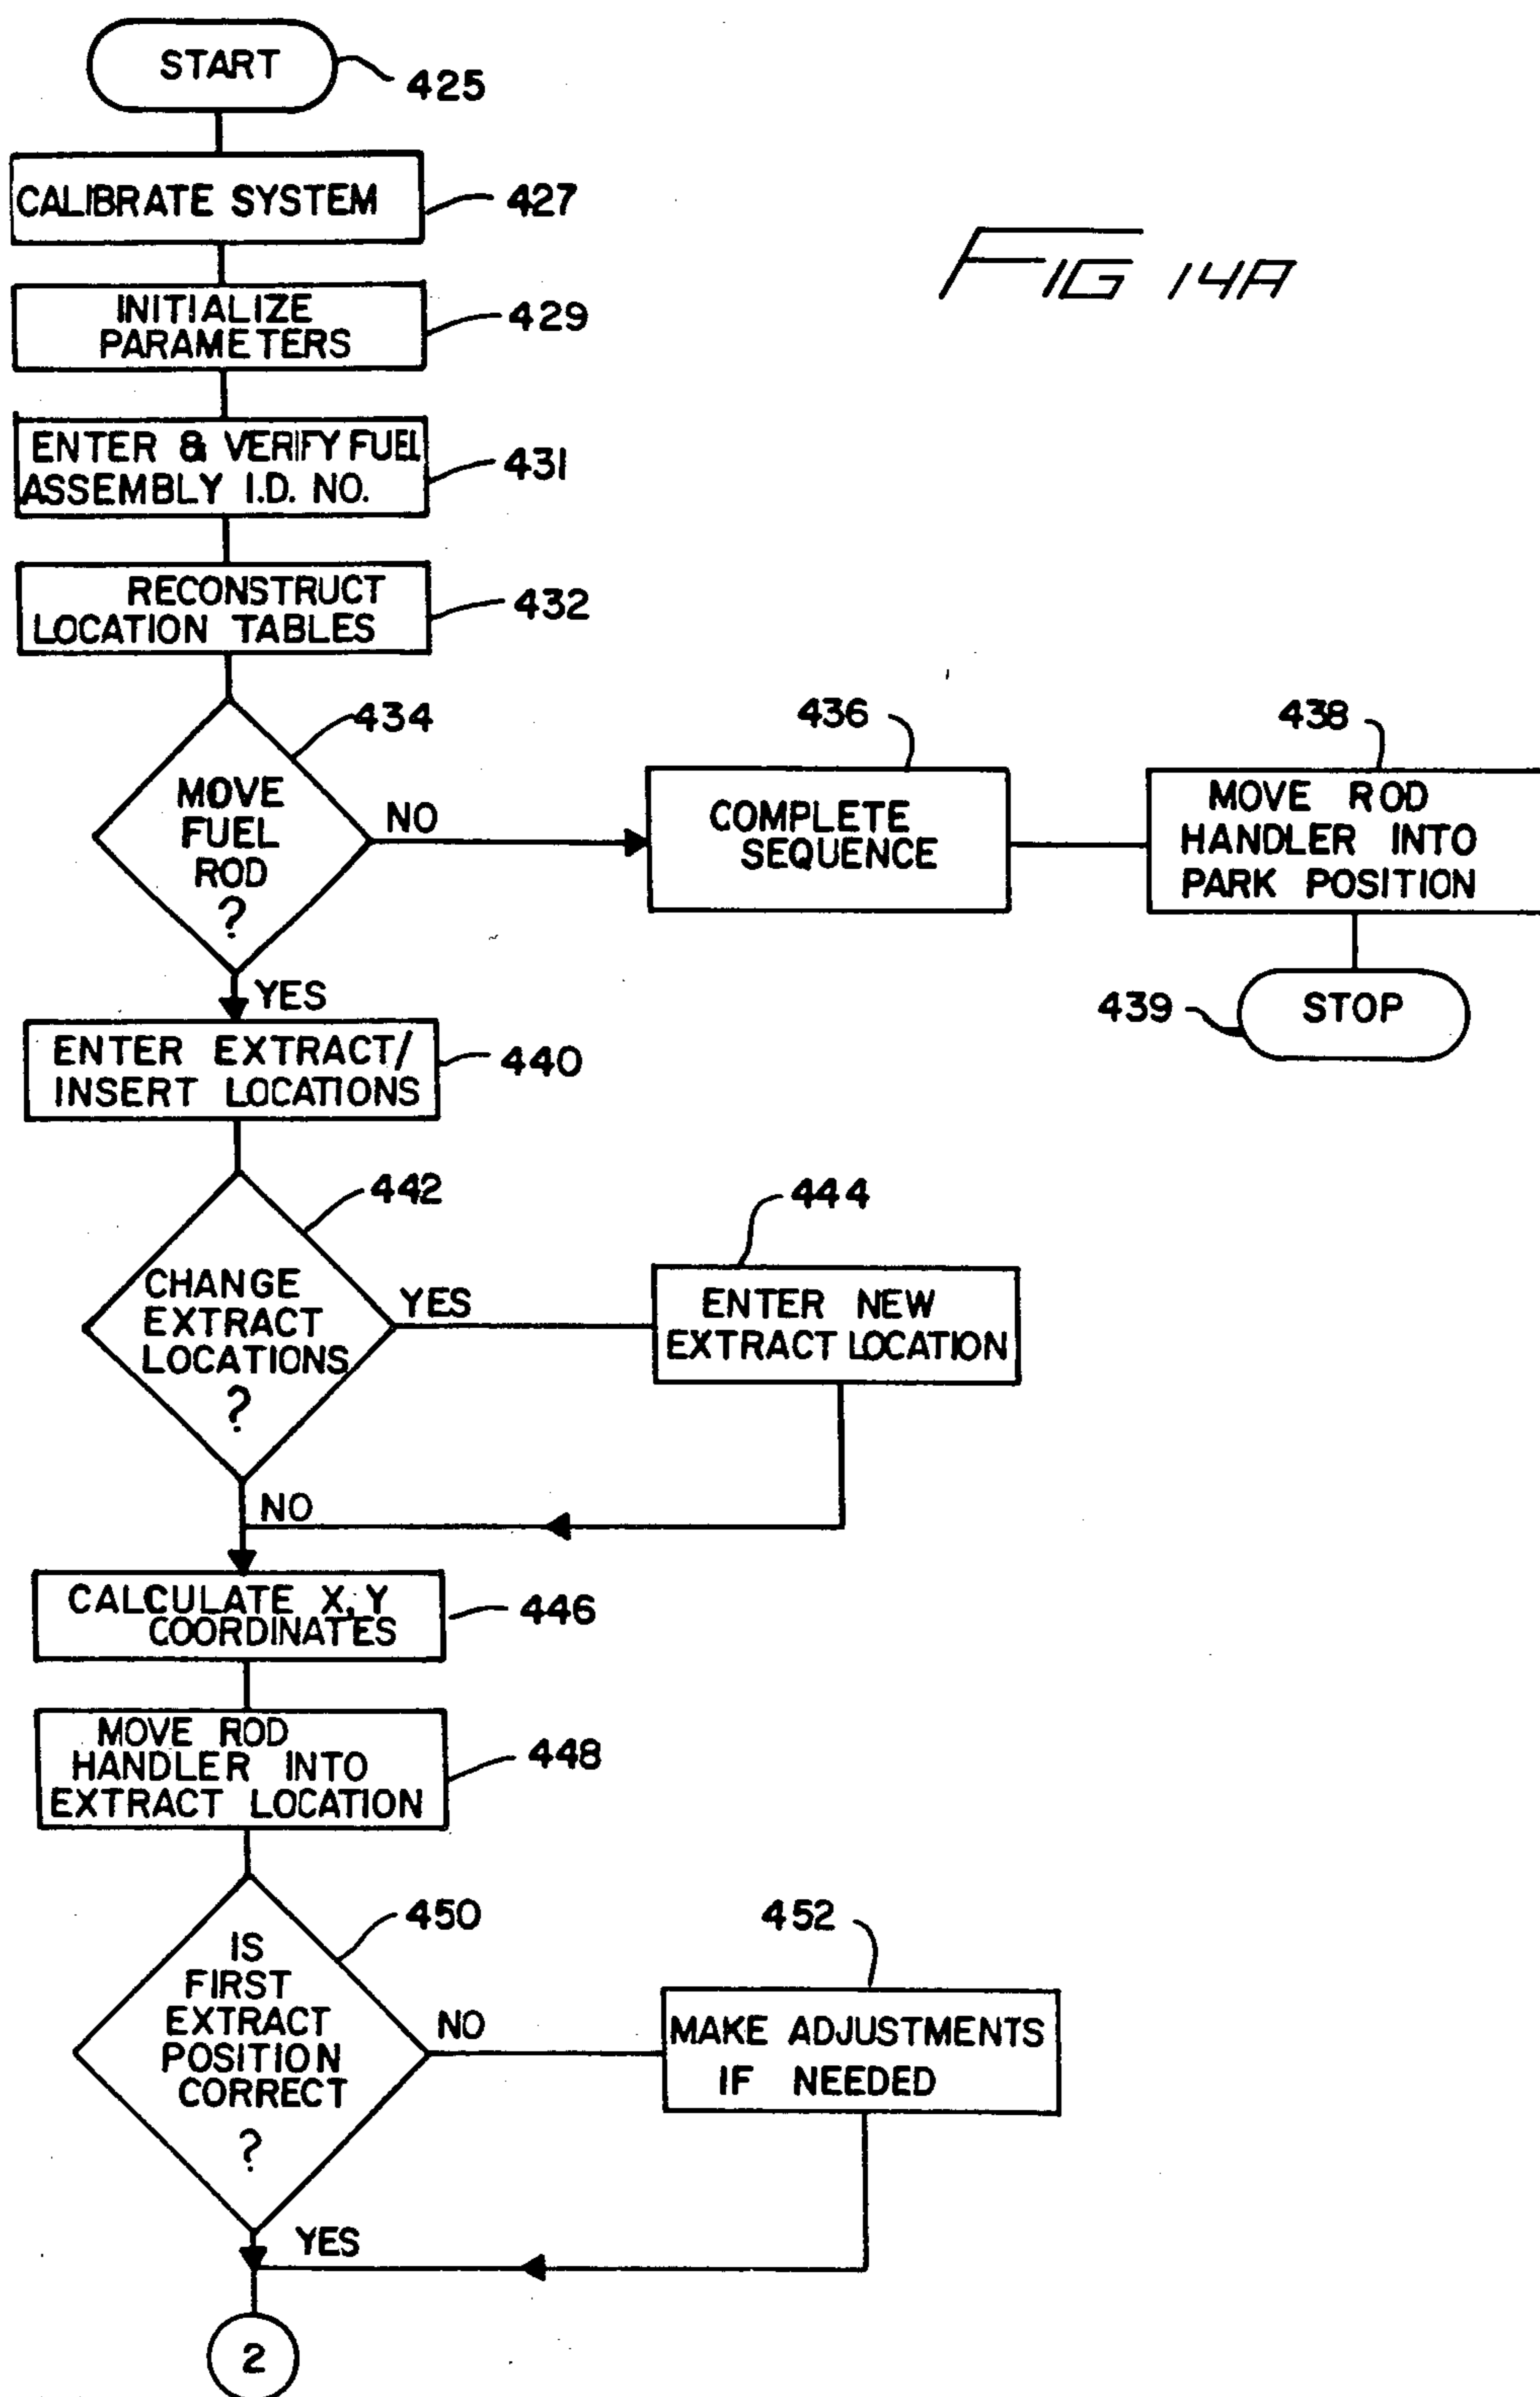 START
425
CALIBRATE SYSTEM
427
FIG 14A
INITIALIZE
PARAMETERS
429
ENTER & VERIFY FUEL
ASSEMBLY I.D. NO.
431
RECONSTRUCT
LOCATION TABLES
432
434
MOVE
FUEL
ROD
?
NO
436
COMPLETE
SEQUENCE
438
MOVE ROD
HANDLER INTO
PARK POSITION
439
STOP
YES
ENTER EXTRACT/
INSERT LOCATIONS
440
442
CHANGE
EXTRACT
LOCATIONS
?
YES
444
ENTER NEW
EXTRACT LOCATION
NO
CALCULATE X,Y
COORDINATES
446
MOVE ROD
HANDLER INTO
EXTRACT LOCATION
448
450
IS
FIRST
EXTRACT
POSITION
CORRECT
?
NO
452
MAKE ADJUSTMENTS
IF NEEDED
YES
2